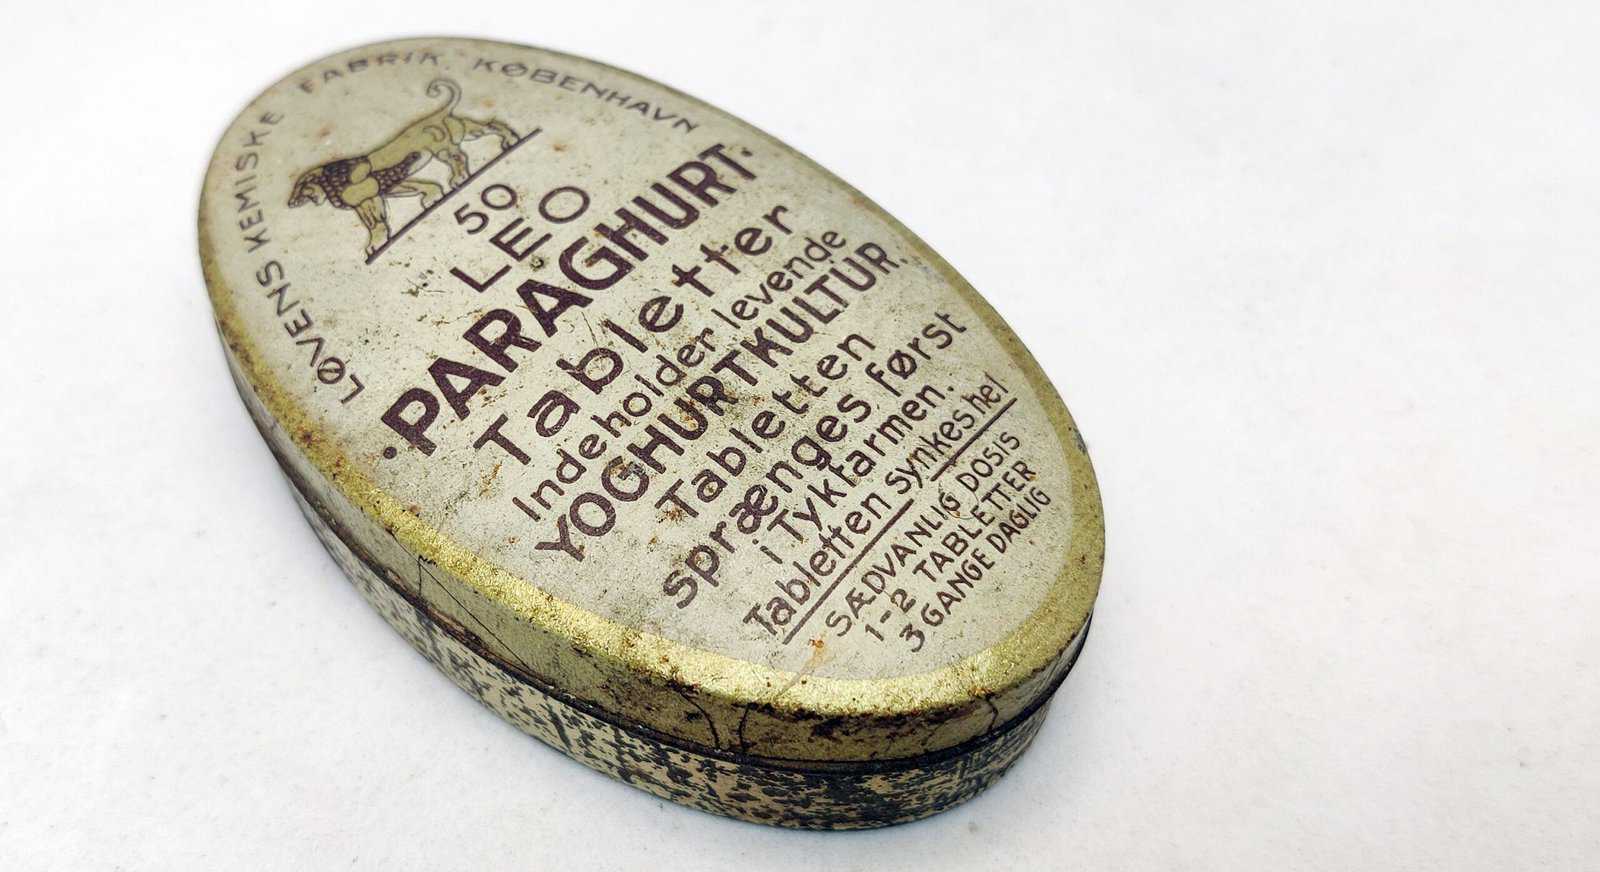 LØVENS KEMISKE FABRIK. KØBENHAVN
50
LEO
·PARAGHURT·
Tabletter
Indeholder levende
YOGHURTKULTUR.
Tabletten
sprænges først
i Tyktarmen.
Tabletten Synkes hel
SÆDVANLIG DOSIS
1-2 TABLETTER
3 GANGE DAGLIG